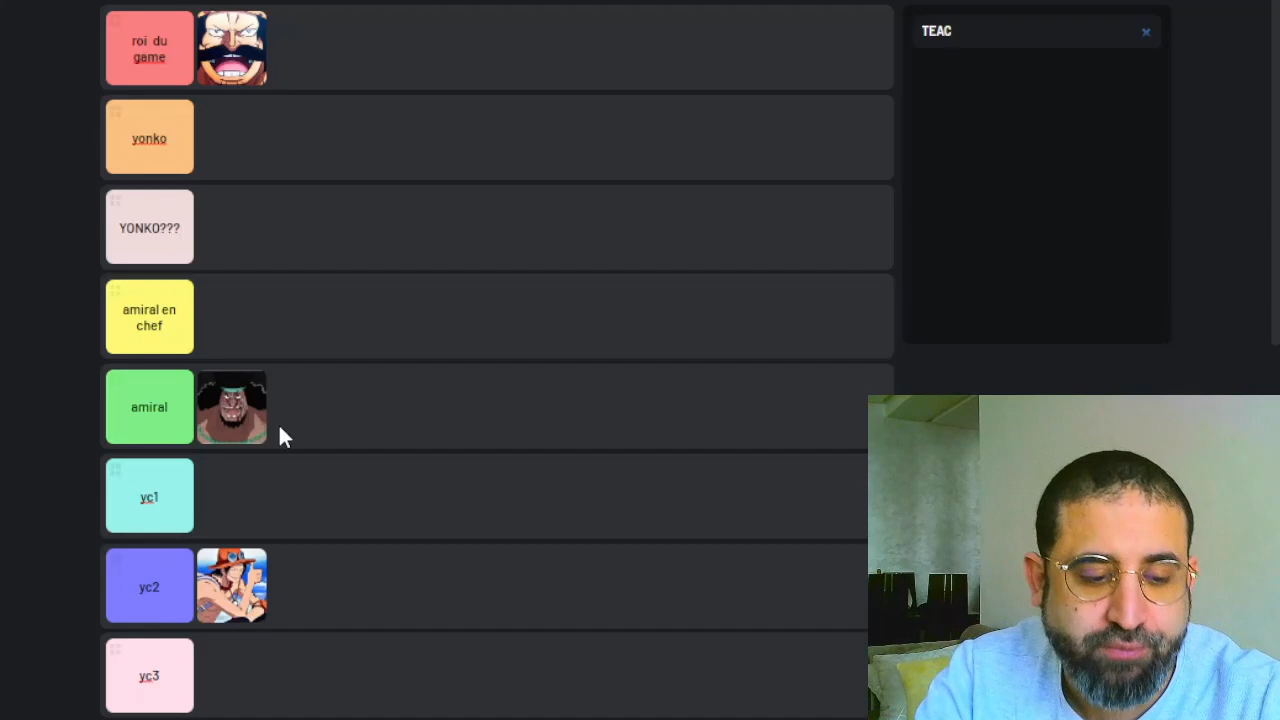 roi du
game
TEAC
yonko
YONKO???
amiral en
chef
amiral
yc1
yc2
yc3